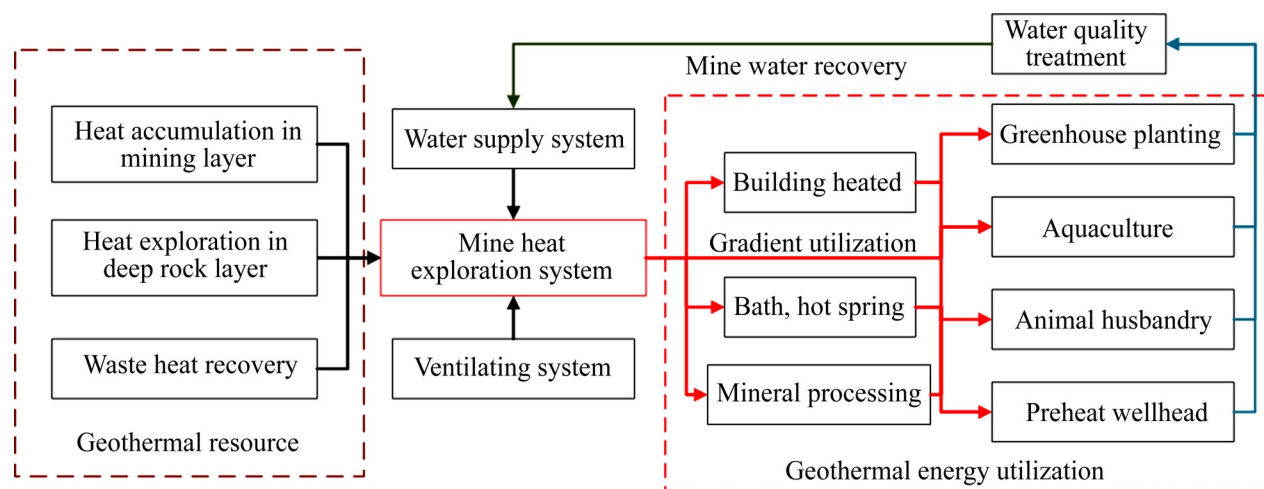 Water quality
treatment
Mine water recovery
Heat accumulation in
mining layer
Water supply system
Greenhouse planting
Building heated
Heat exploration in
deep rock layer
Mine heat
exploration system
Gradient utilization
Aquaculture
Bath, hot spring
Animal husbandry
Waste heat recovery
Ventilating system
Mineral processing
Preheat wellhead
Geothermal resource
Geothermal energy utilization